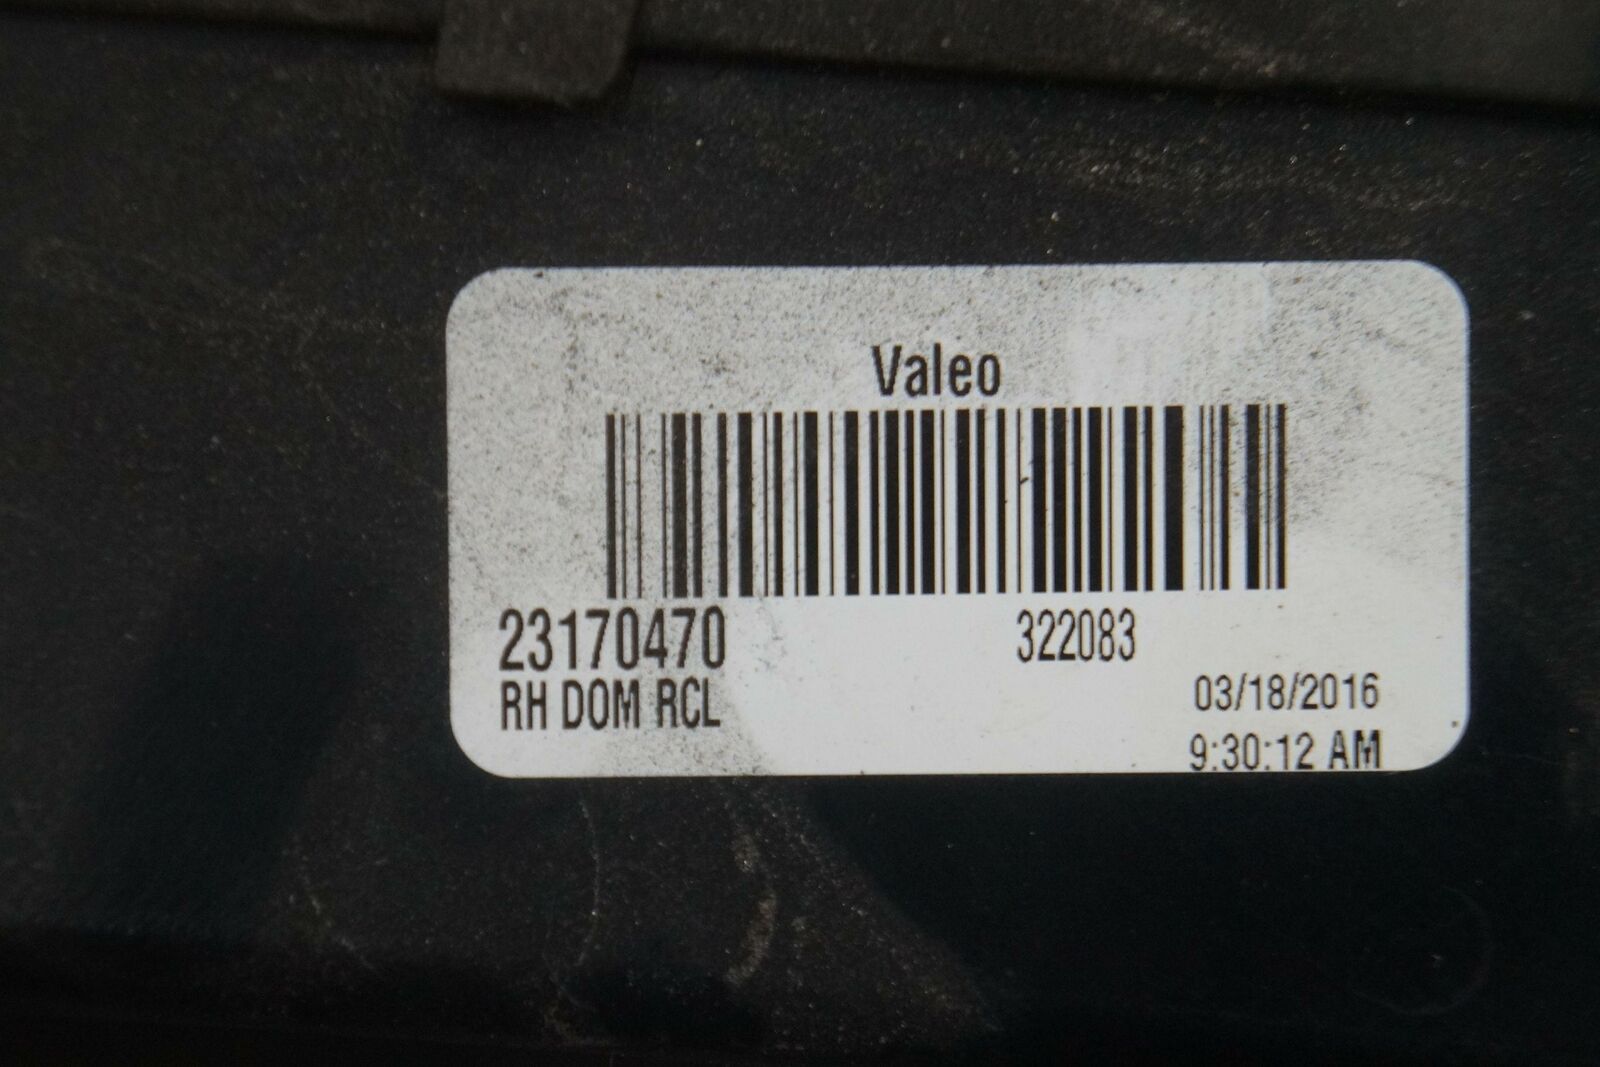 Valeo
23170470 322083
RH DOM RCL 03/18/2016
9:30:12 AM